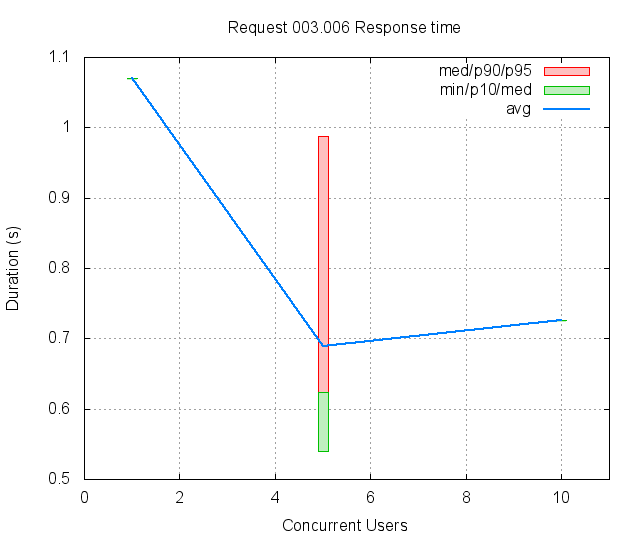 Request 003.006 Response time
med/p90/p95
min/p10/med
avg
Duration (s)
1.1
1
0.9
0.8
0.7
0.6
0.5
0 2 4 6 8 10
Concurrent Users